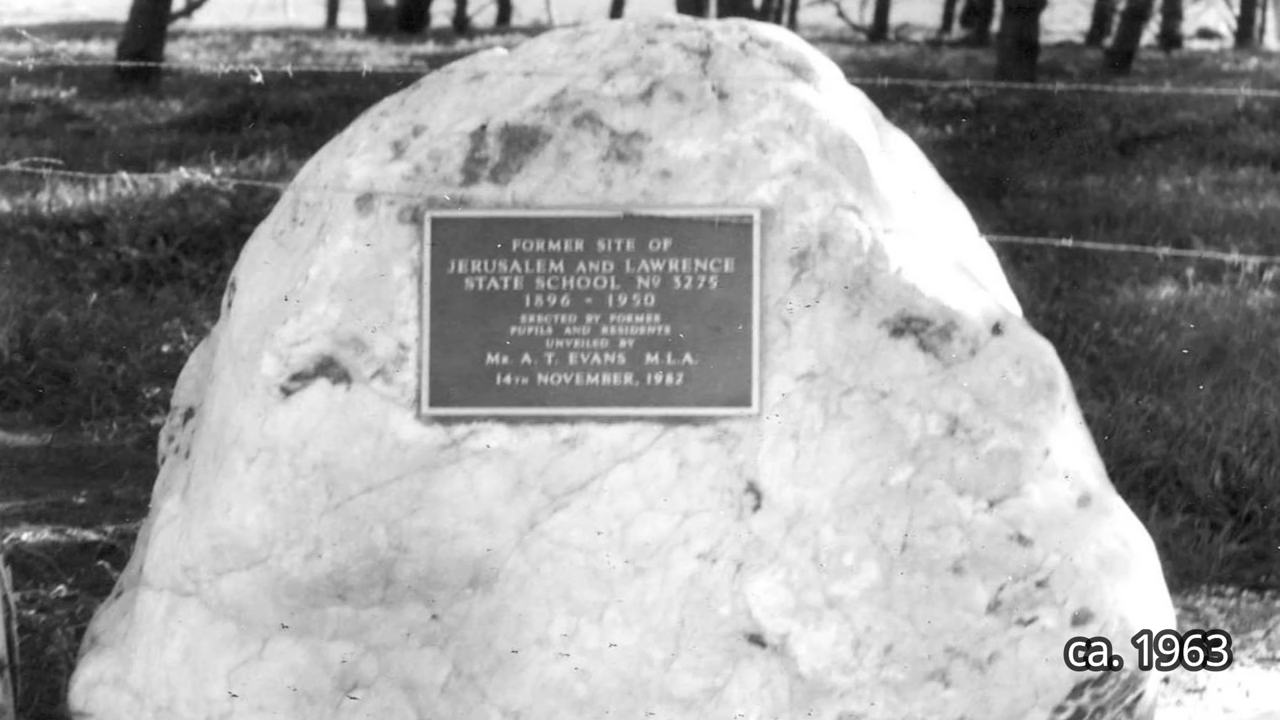 FORMER SITE OF
JERUSALEM AND LAWRENCE
STATE SCHOOL Nº 3275
1896 - 1950
ERECTED BY FORMER
PUPILS AND RESIDENTS
UNVEILED BY
MR. A. T. EVANS M.L.A.
14TH NOVEMBER, 1982
ca. 1963